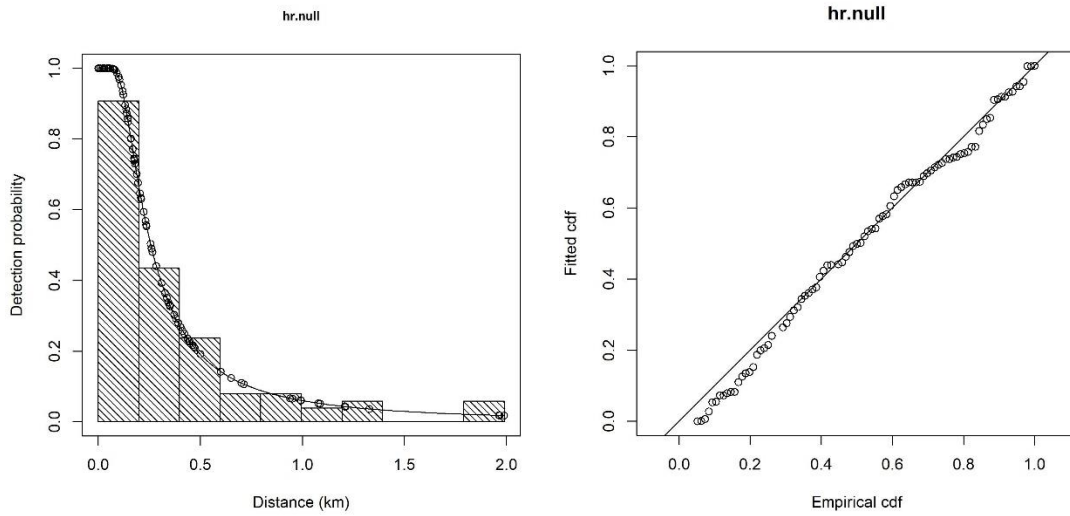 hr.null
Detection probability
1.0
0.8
0.6
0.4
0.2
0.0
0.0 0.5 1.0 1.5 2.0
Distance (km)
hr.null
Fitted cdf
1.0
0.8
0.6
0.4
0.2
0.0
0.0 0.2 0.4 0.6 0.8 1.0
Empirical cdf